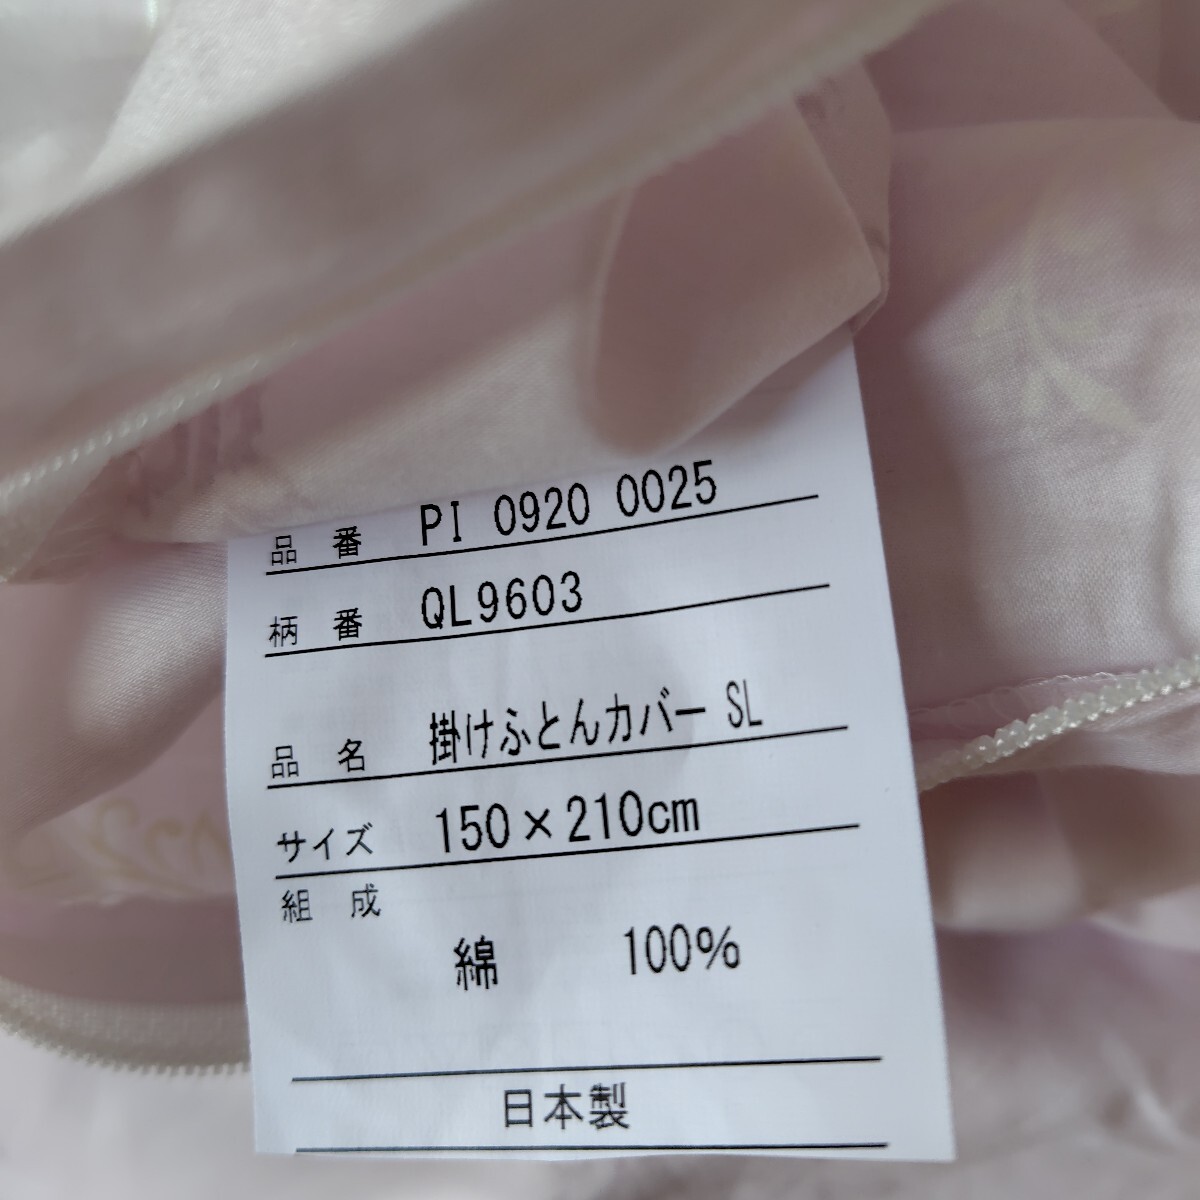 品番 PI 0920 0025
柄番 QL9603
品名 掛けふとんカバー SL
サイズ 150×210cm
組成
綿 100%
日本製